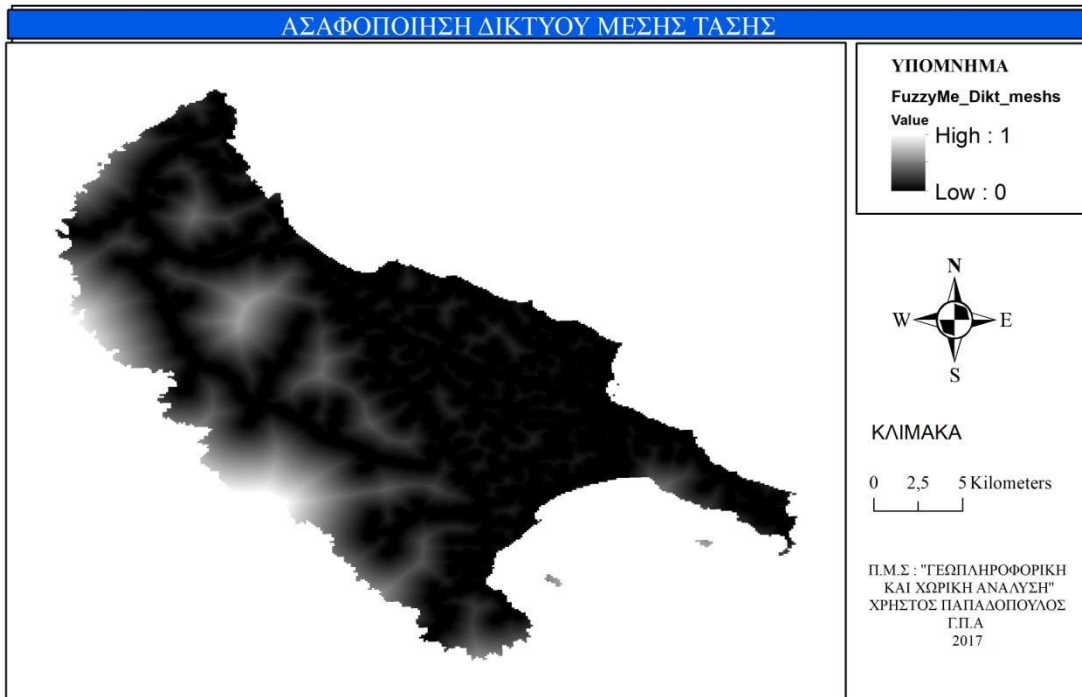 ΑΣΑΦΟΠΟΙΗΣΗ ΔΙΚΤΥΟΥ ΜΕΣΗΣ ΤΑΣΗΣ
ΥΠΟΜΝΗΜΑ
FuzzyMe_Dikt_meshs
Value
High : 1
Low : 0
N
W E
S
ΚΛΙΜΑΚΑ
0 2,5 5 Kilometers
Π.Μ.Σ : "ΓΕΩΠΛΗΡΟΦΟΡΙΚΗ
ΚΑΙ ΧΩΡΙΚΗ ΑΝΑΛΥΣΗ"
ΧΡΗΣΤΟΣ ΠΑΠΑΔΟΠΟΥΛΟΣ
Γ.Π.Α
2017